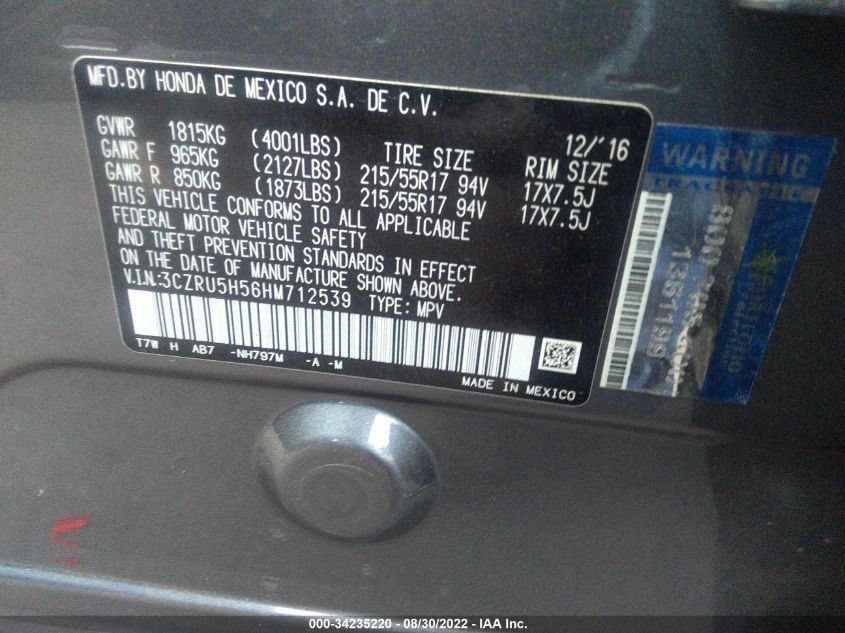 MFD.BY HONDA DE MEXICO S.A. DE C.V.
12/'16
GVWR 1815KG (4001LBS) TIRE SIZE RIM SIZE
GAWR F 965KG (2127LBS) 215/55R17 94V 17X7.5J
GAWR R 850KG (1873LBS) 215/55R17 94V 17X7.5J
THIS VEHICLE CONFORMS TO ALL APPLICABLE
FEDERAL MOTOR VEHICLE SAFETY
AND THEFT PREVENTION STANDARDS IN EFFECT
ON THE DATE OF MANUFACTURE SHOWN ABOVE.
V.I.N:3CZRU5H56HM712539 TYPE: MPV
T7W H AB7 -NH797M -A -M
MADE IN MEXICO
WARNING
1361199
000-34235220 - 08/30/2022 - IAA Inc.